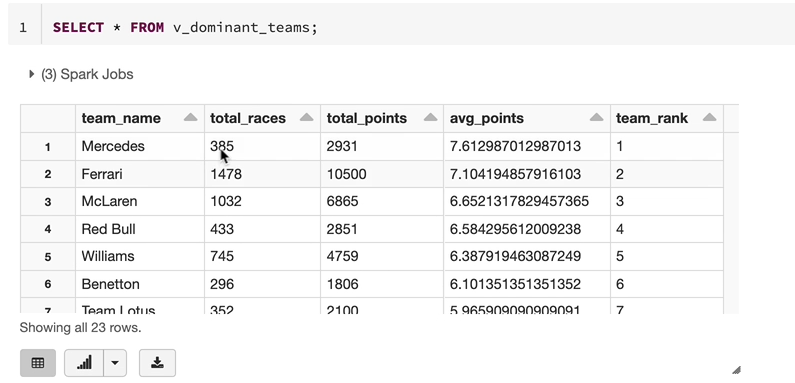 1 SELECT * FROM v_dominant_teams;
(3) Spark Jobs
team_name total_races total_points avg_points team_rank
1 Mercedes 385 2931 7.612987012987013 1
2 Ferrari 1478 10500 7.104194857916103 2
3 McLaren 1032 6865 6.6521317829457365 3
4 Red Bull 433 2851 6.584295612009238 4
5 Williams 745 4759 6.387919463087249 5
6 Benetton 296 1806 6.101351351351352 6
7 Team Lotus 352 2100 5.965909090909091 7
Showing all 23 rows.